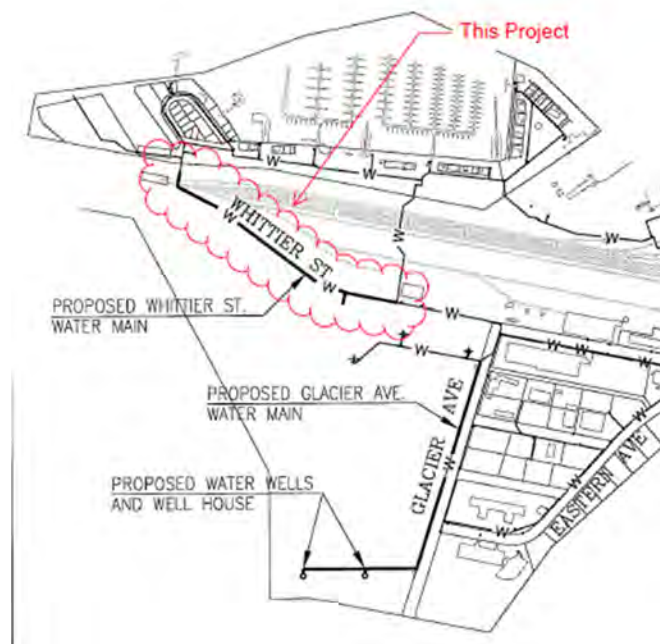 This Project
W
W
W
W
WHITTIER ST
W
W
W
PROPOSED WHITTIER ST.
WATER MAIN
W
W
W
W
PROPOSED GLACIER AVE.
WATER MAIN
GLACIER AVE
W
W
W
EASTERN AVE
PROPOSED WATER WELLS
AND WELL HOUSE
W